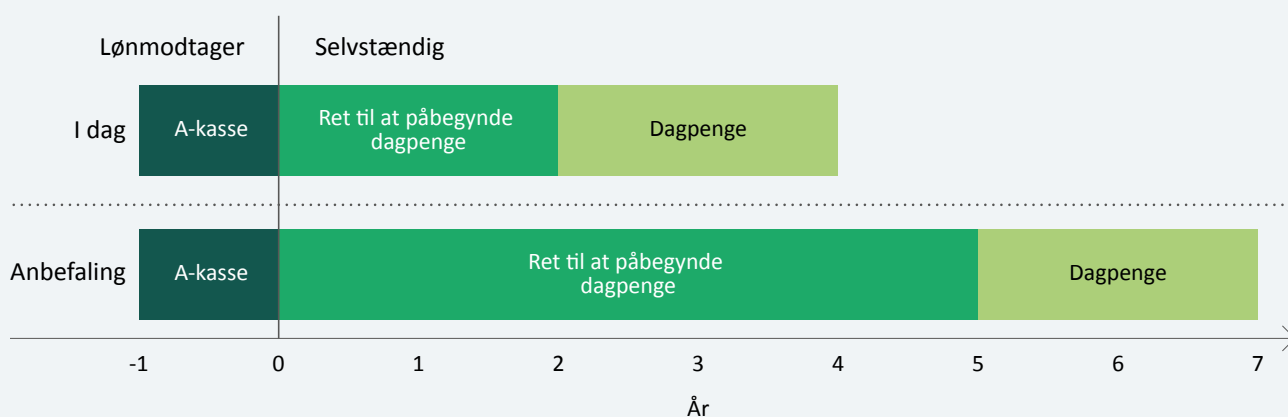 Lønmodtager
Selvstændig
I dag
A-kasse
Ret til at påbegynde
dagpenge
Dagpenge
Anbefaling
A-kasse
Ret til at påbegynde
dagpenge
Dagpenge
-1 0 1 2 3 4 5 6 7
År